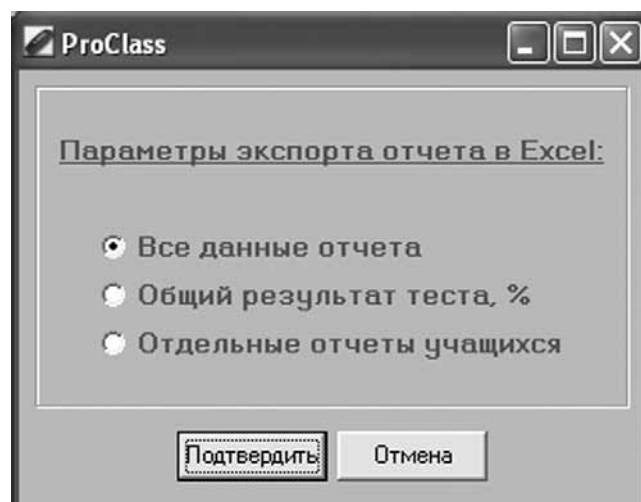 ProClass
Параметры экспорта отчета в Excel:
Все данные отчета
Общий результат теста, %
Отдельные отчеты учащихся
Подтвердить Отмена